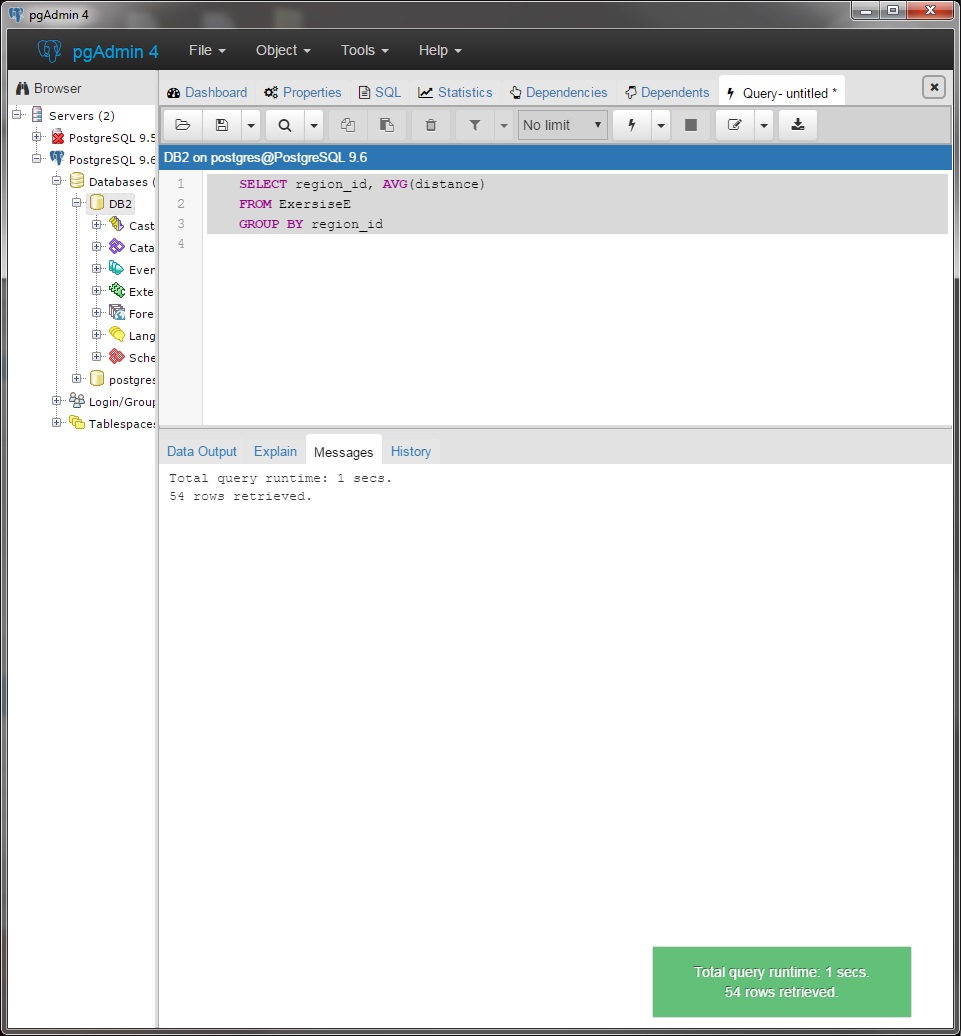 pgAdmin 4
pgAdmin 4 File Object Tools Help
Browser
Dashboard Properties SQL Statistics Dependencies Dependents Query- untitled *
No limit
DB2 on postgres@PostgreSQL 9.6
Servers (2)
PostgreSQL 9.5
PostgreSQL 9.6
Databases (
DB2
Cast
Cata
Even
Exte
Fore
Lang
Sche
postgres
Login/Group
Tablespaces
1 SELECT region_id, AVG(distance)
2 FROM ExersiseE
3 GROUP BY region_id
4
Data Output Explain Messages History
Total query runtime: 1 secs.
54 rows retrieved.
Total query runtime: 1 secs.
54 rows retrieved.